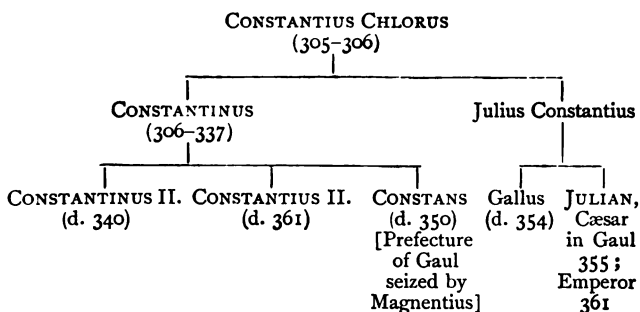 CONSTANTIUS CHLORUS
(305–306)
CONSTANTINUS
(306–337)
Julius Constantius
CONSTANTINUS II.
(d. 340)
CONSTANTIUS II.
(d. 361)
CONSTANS
(d. 350)
[Prefecture
of Gaul
seized by
Magnentius]
Gallus
(d. 354)
JULIAN,
Cæsar
in Gaul
355 ;
Emperor
361